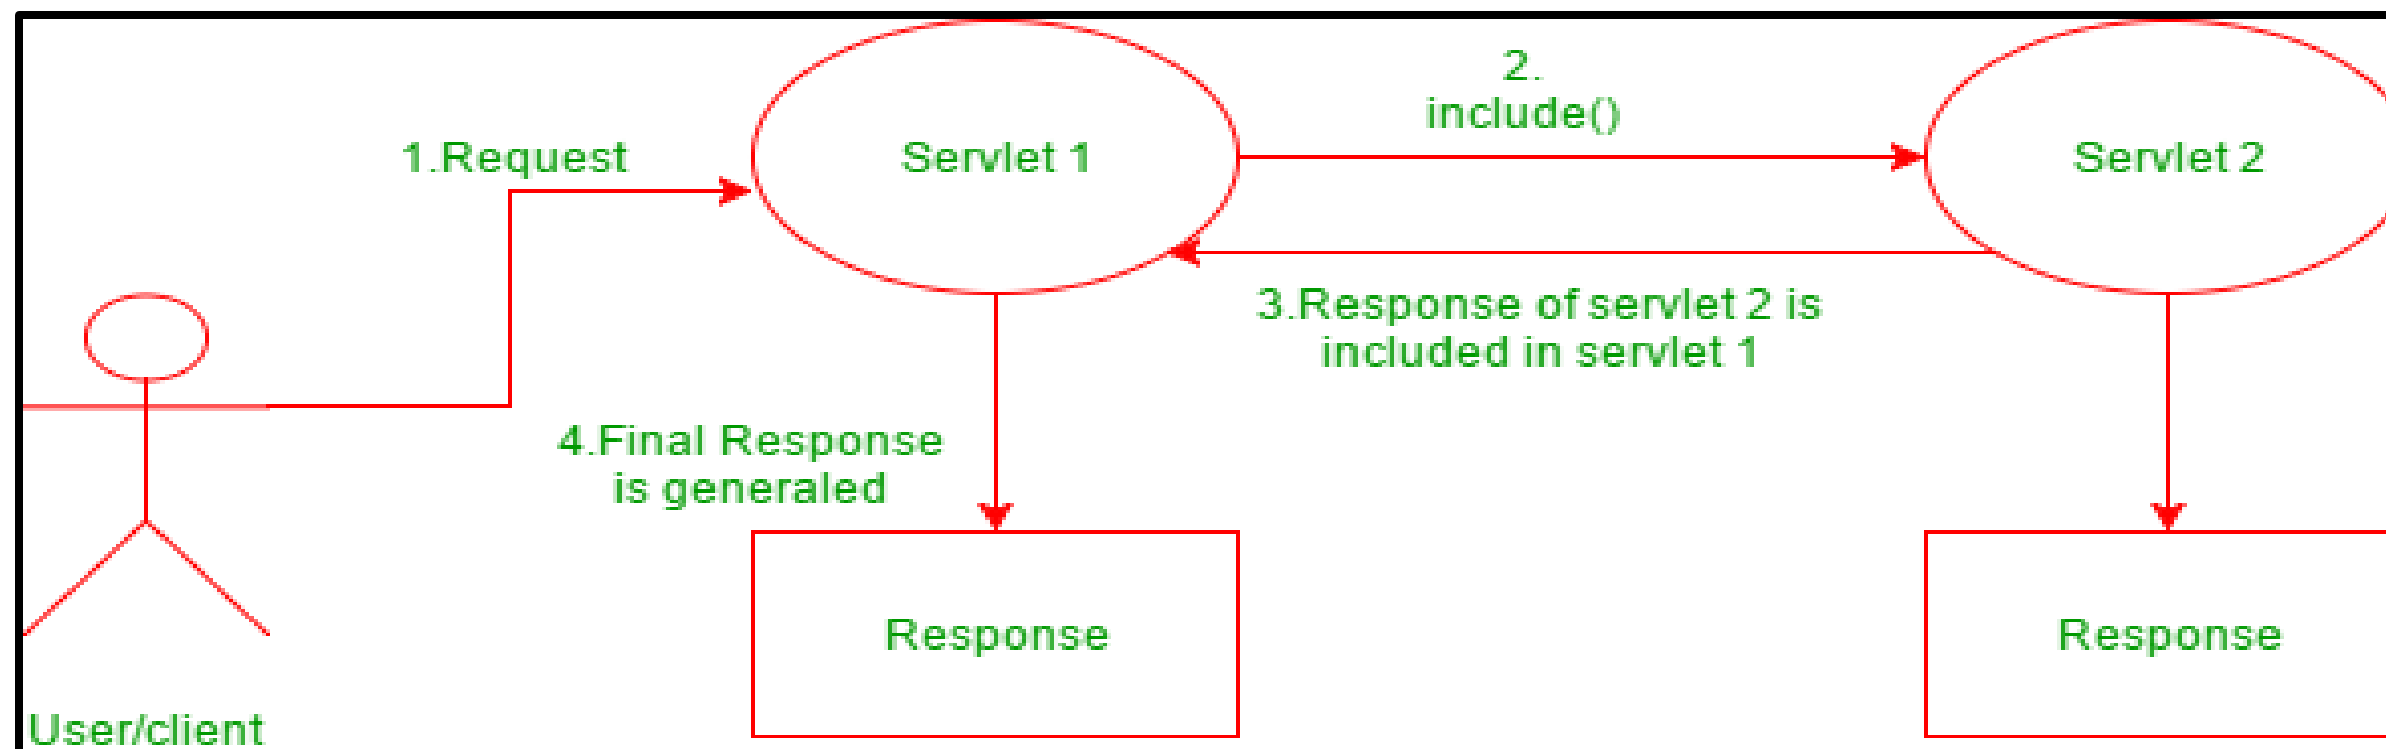 1.Request
Servlet 1
2.
include()
Servlet 2
3.Response of servlet 2 is
included in servlet 1
4.Final Response
is generaled
Response
Response
User/client